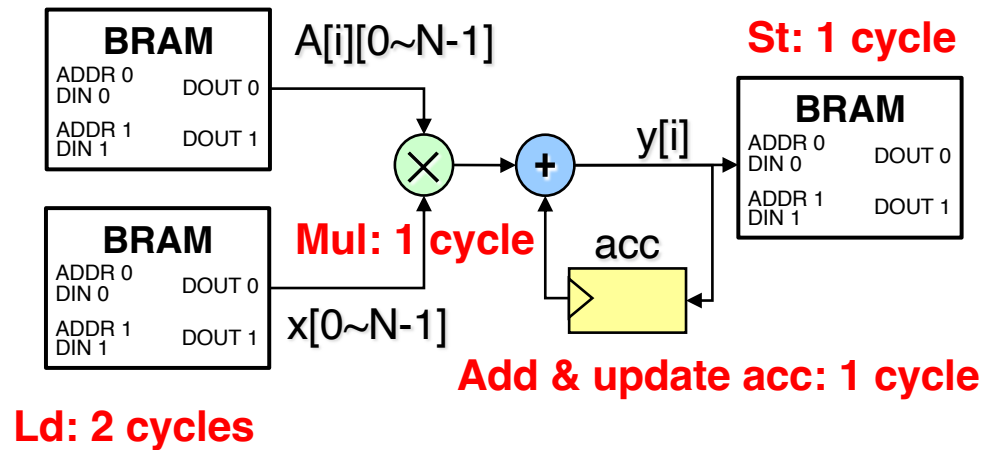 BRAM
ADDR 0
DIN 0
DOUT 0
ADDR 1
DIN 1
DOUT 1
A[i][0~N-1]
St: 1 cycle
BRAM
ADDR 0
DIN 0
DOUT 0
ADDR 1
DIN 1
DOUT 1
×
+
y[i]
BRAM
ADDR 0
DIN 0
DOUT 0
ADDR 1
DIN 1
DOUT 1
Mul: 1 cycle
acc
x[0~N-1]
Add & update acc: 1 cycle
Ld: 2 cycles